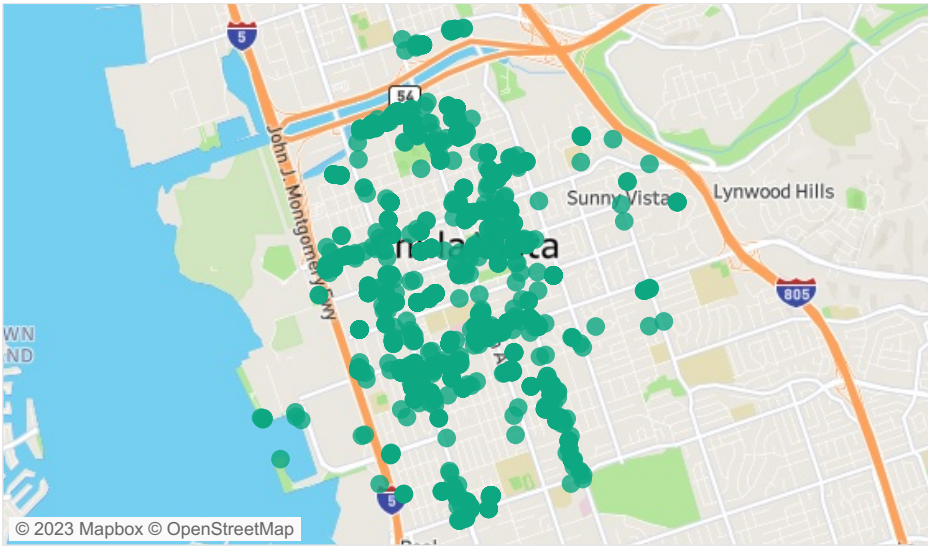 5
54
John J. Montgomery Fwy
Sunny Vista
Lynwood Hills
805
WN
ND
5
© 2023 Mapbox © OpenStreetMap